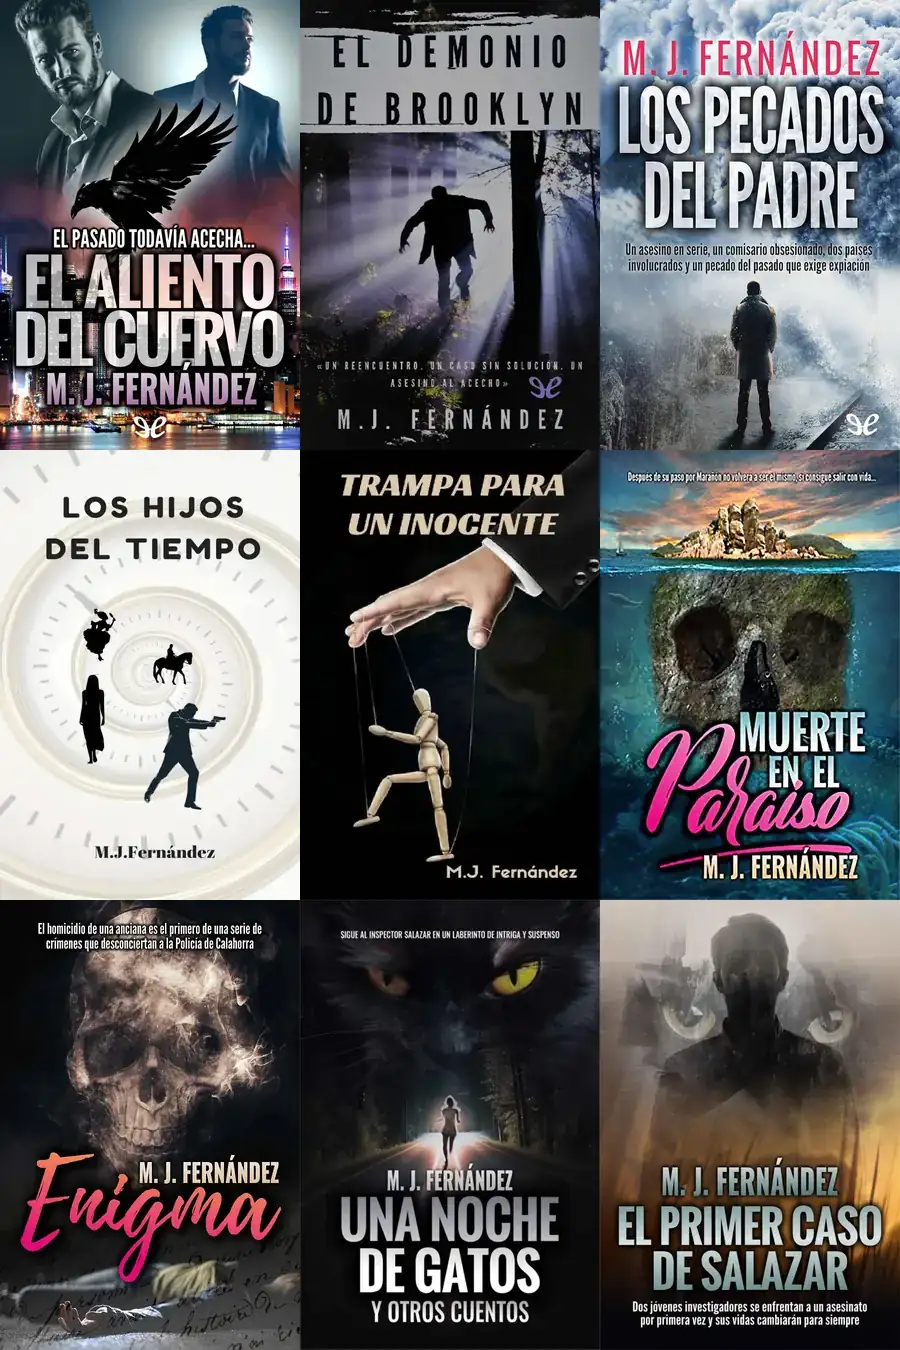 EL PASADO TODAVÍA ACECHA...
EL ALIENTO
DEL CUERVO
M. J. FERNÁNDEZ
EL DEMONIO
DE BROOKLYN
«UN REENCUENTRO, UN CASO SIN SOLUCIÓN, UN
ASESINO AL ACECHO»
M.J. FERNÁNDEZ
M. J. FERNÁNDEZ
LOS PECADOS
DEL PADRE
Un asesino en serie, un comisario obsesionado, dos países
involucrados y un pecado del pasado que exige expiación
LOS HIJOS
DEL TIEMPO
M.J.Fernández
TRAMPA PARA
UN INOCENTE
M.J. Fernández
Después de su paso por Marañón no volverá a ser el mismo, si consigue salir con vida...
MUERTE
EN EL
Paraíso
M. J. FERNÁNDEZ
El homicidio de una anciana es el primero de una serie de
crímenes que desconciertan a la Policía de Calahorra
M. J. FERNÁNDEZ
Enigma
SIGUE AL INSPECTOR SALAZAR EN UN LABERINTO DE INTRIGA Y SUSPENSO
M. J. FERNÁNDEZ
UNA NOCHE
DE GATOS
Y OTROS CUENTOS
M. J. FERNÁNDEZ
EL PRIMER CASO
DE SALAZAR
Dos jóvenes investigadores se enfrentan a un asesinato
por primera vez y sus vidas cambiarán para siempre